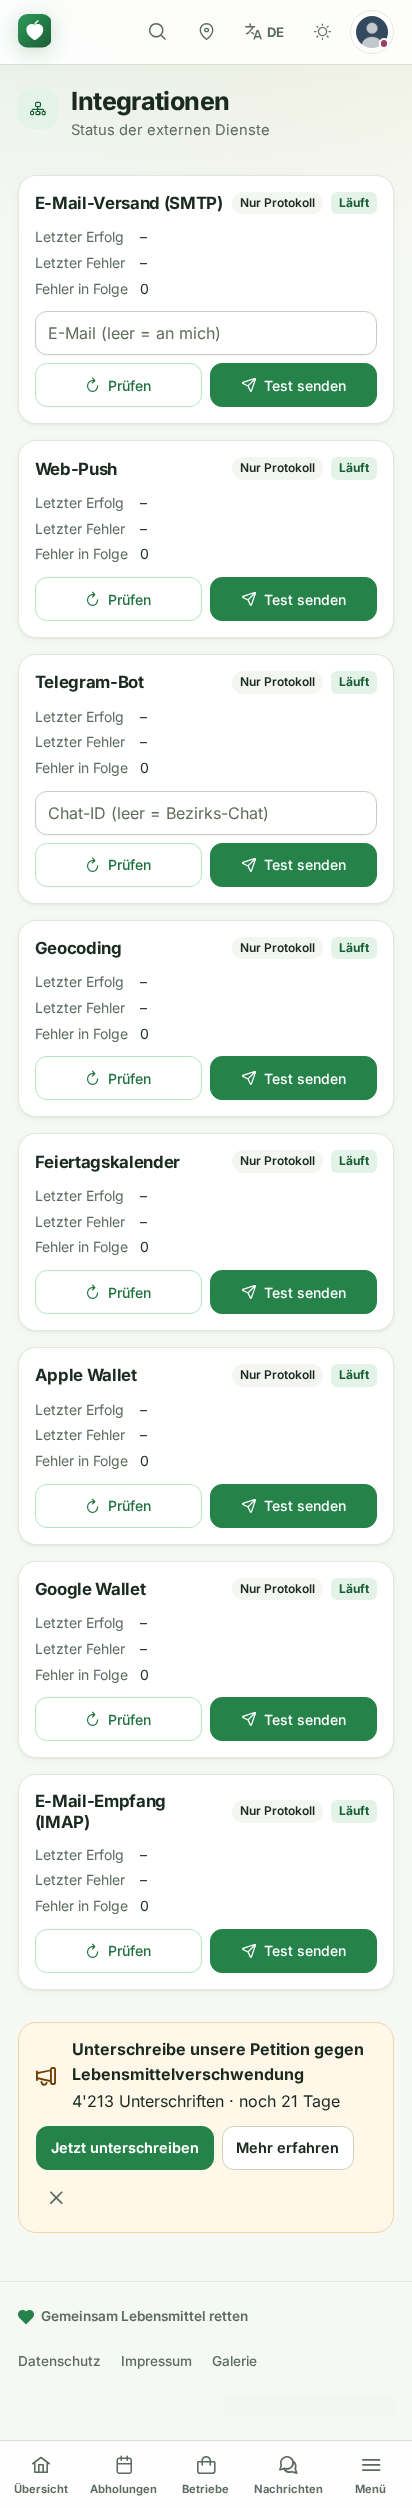 DE
Integrationen
Status der externen Dienste
E-Mail-Versand (SMTP) Nur Protokoll Läuft
Letzter Erfolg –
Letzter Fehler –
Fehler in Folge 0
E-Mail (leer = an mich)
Prüfen Test senden
Web-Push Nur Protokoll Läuft
Letzter Erfolg –
Letzter Fehler –
Fehler in Folge 0
Prüfen Test senden
Telegram-Bot Nur Protokoll Läuft
Letzter Erfolg –
Letzter Fehler –
Fehler in Folge 0
Chat-ID (leer = Bezirks-Chat)
Prüfen Test senden
Geocoding Nur Protokoll Läuft
Letzter Erfolg –
Letzter Fehler –
Fehler in Folge 0
Prüfen Test senden
Feiertagskalender Nur Protokoll Läuft
Letzter Erfolg –
Letzter Fehler –
Fehler in Folge 0
Prüfen Test senden
Apple Wallet Nur Protokoll Läuft
Letzter Erfolg –
Letzter Fehler –
Fehler in Folge 0
Prüfen Test senden
Google Wallet Nur Protokoll Läuft
Letzter Erfolg –
Letzter Fehler –
Fehler in Folge 0
Prüfen Test senden
E-Mail-Empfang
(IMAP) Nur Protokoll Läuft
Letzter Erfolg –
Letzter Fehler –
Fehler in Folge 0
Prüfen Test senden
Unterschreibe unsere Petition gegen
Lebensmittelverschwendung
4'213 Unterschriften · noch 21 Tage
Jetzt unterschreiben Mehr erfahren
Gemeinsam Lebensmittel retten
Datenschutz Impressum Galerie
Übersicht Abholungen Betriebe Nachrichten Menü